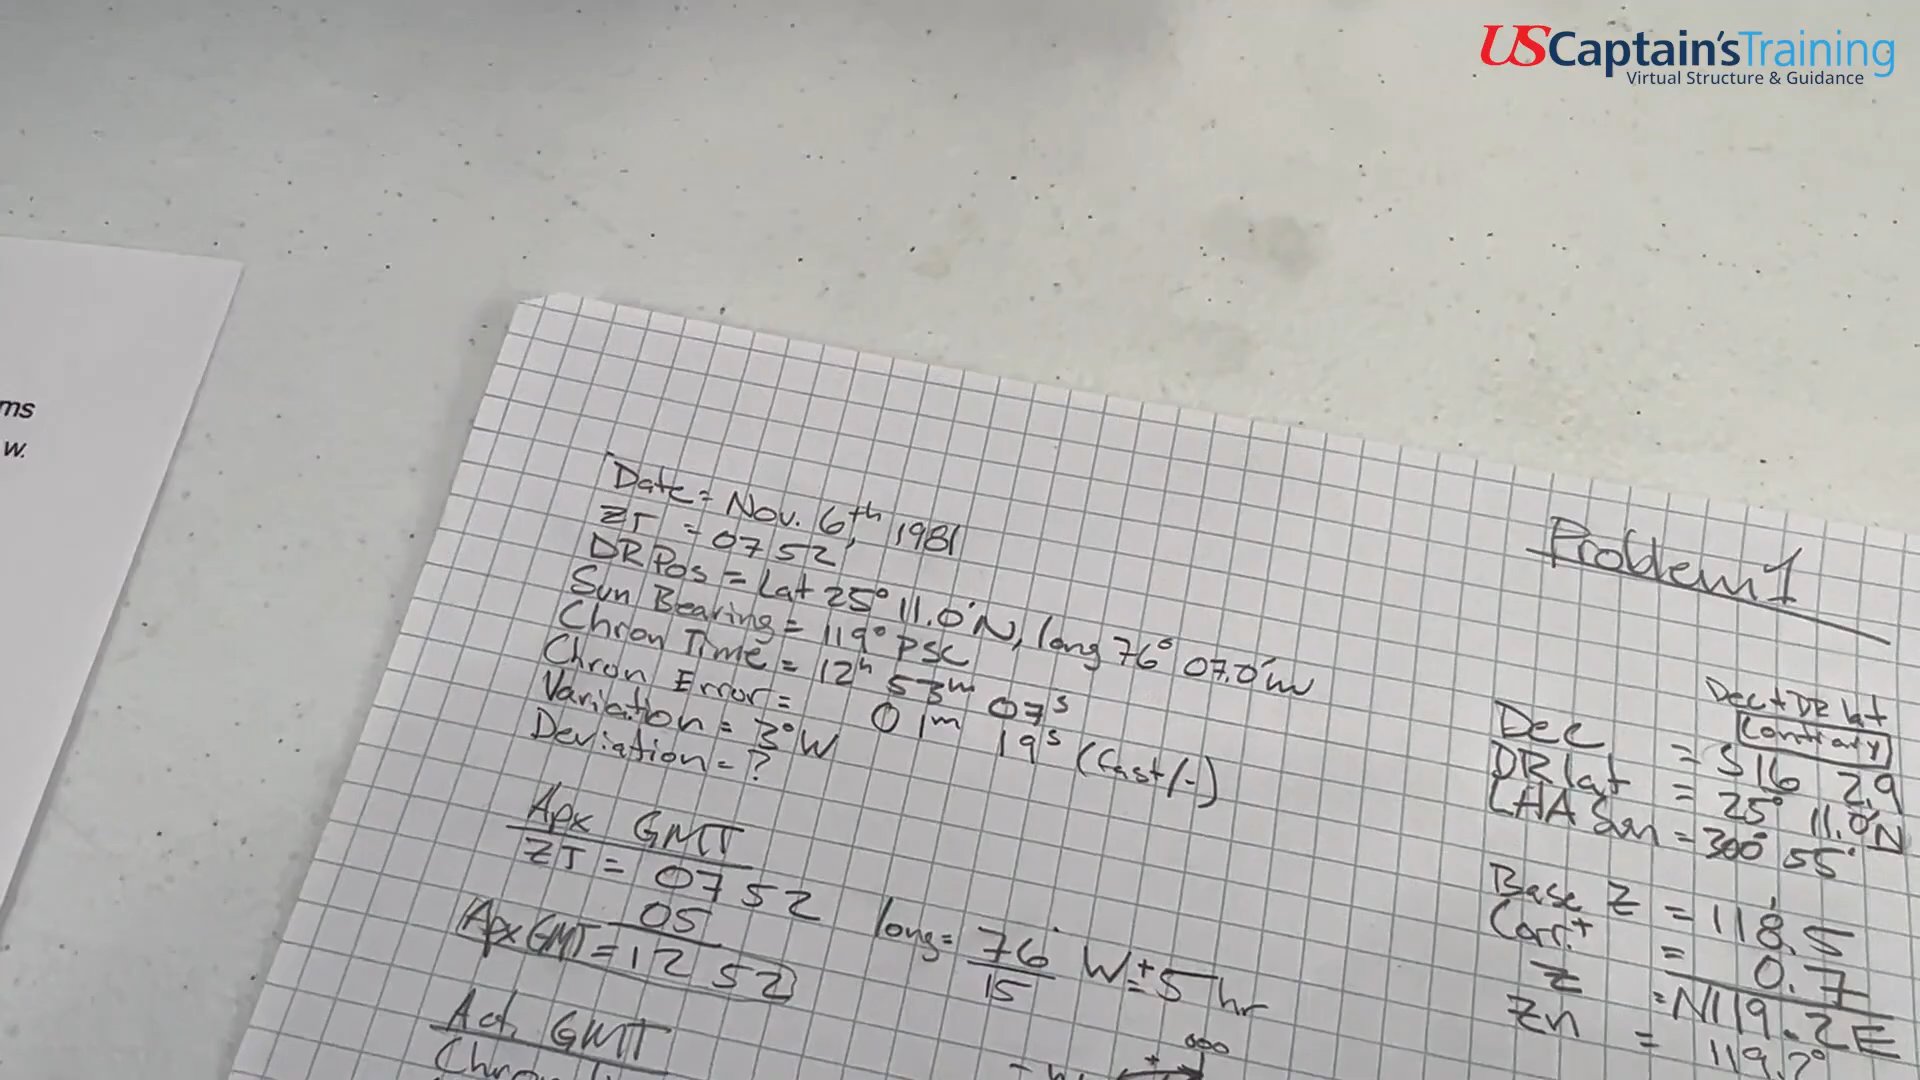 USCaptain'sTraining
Virtual Structure & Guidance
ms
w.
Date = Nov. 6th, 1981
ZT = 0752
DR Pos = Lat 25° 11.0'N, long 76° 07.0'W
Sun Bearing = 119° PSC
Chron Time = 12h 53m 07s
Chron Error = 01m 19s (fast/-)
Variation = 3°W
Deviation = ?
Apx GMT
ZT = 0752
05
Apx GMT = 12 52
long = 76° W = + 5 hr
15
Act. GMT
000
+
Problem 1
Dec + DR lat
Contrary
Dec = S16 2.9
DR lat = 25° 11.0'N
LHA Sun = 300° 55'
Base Z = 118.5
Corr.+ = 0.7
Z = N119.2E
Zn = 119.2°